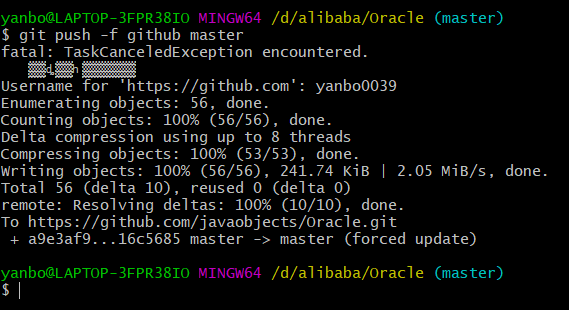 yanbo@LAPTOP-3FPR38IO MINGW64 /d/alibaba/Oracle (master)
$ git push -f github master
fatal: TaskCanceledException encountered.
Username for 'https://github.com': yanbo0039
Enumerating objects: 56, done.
Counting objects: 100% (56/56), done.
Delta compression using up to 8 threads
Compressing objects: 100% (53/53), done.
Writing objects: 100% (56/56), 241.74 KiB | 2.05 MiB/s, done.
Total 56 (delta 10), reused 0 (delta 0)
remote: Resolving deltas: 100% (10/10), done.
To https://github.com/javaobjects/Oracle.git
 + a9e3af9...16c5685 master -> master (forced update)
yanbo@LAPTOP-3FPR38IO MINGW64 /d/alibaba/Oracle (master)
$